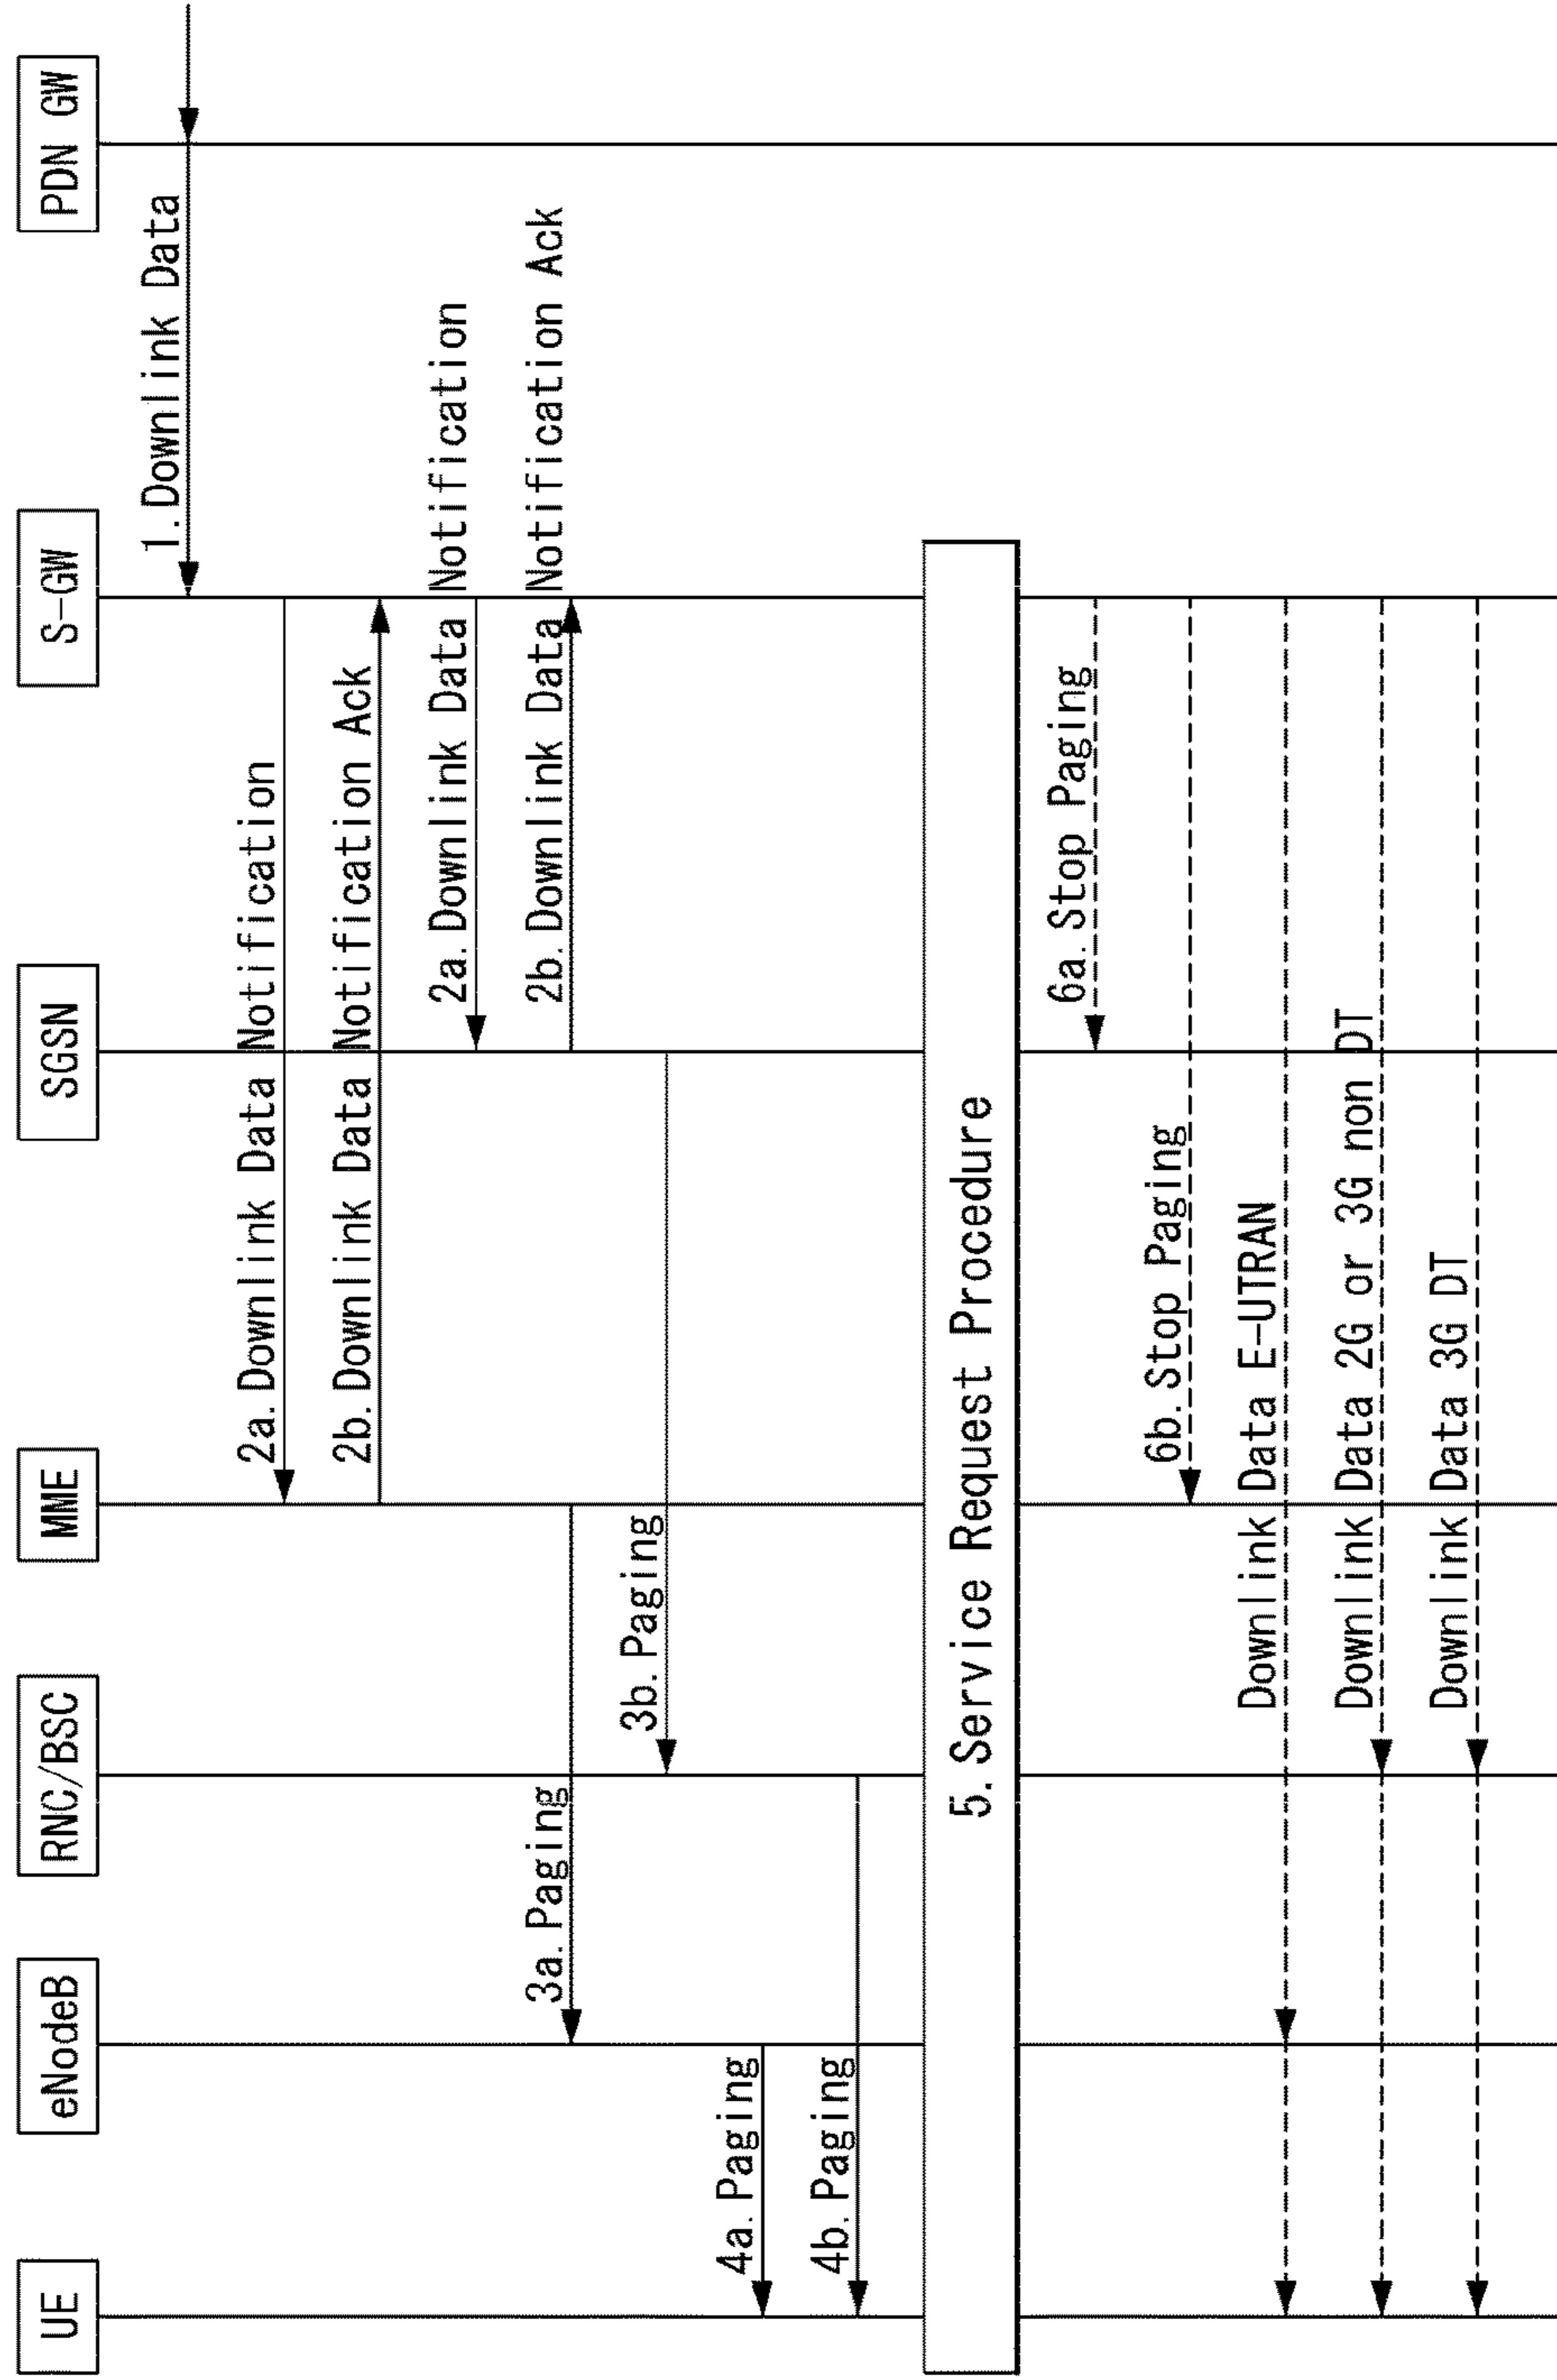 UE
eNodeB
RNC/BSC
MME
SGSN
S-GW
PDN GW
1.Downlink Data
2a.Downlink Data Notification
2b.Downlink Data Notification Ack
2a.Downlink Data Notification
3a.Paging
2b.Downlink Data Notification Ack
3b.Paging
4a.Paging
4b.Paging
5.Service Request Procedure
6a.Stop Paging
6b.Stop Paging
Downlink Data E-UTRAN
Downlink Data 2G or 3G non DT
Downlink Data 3G DT